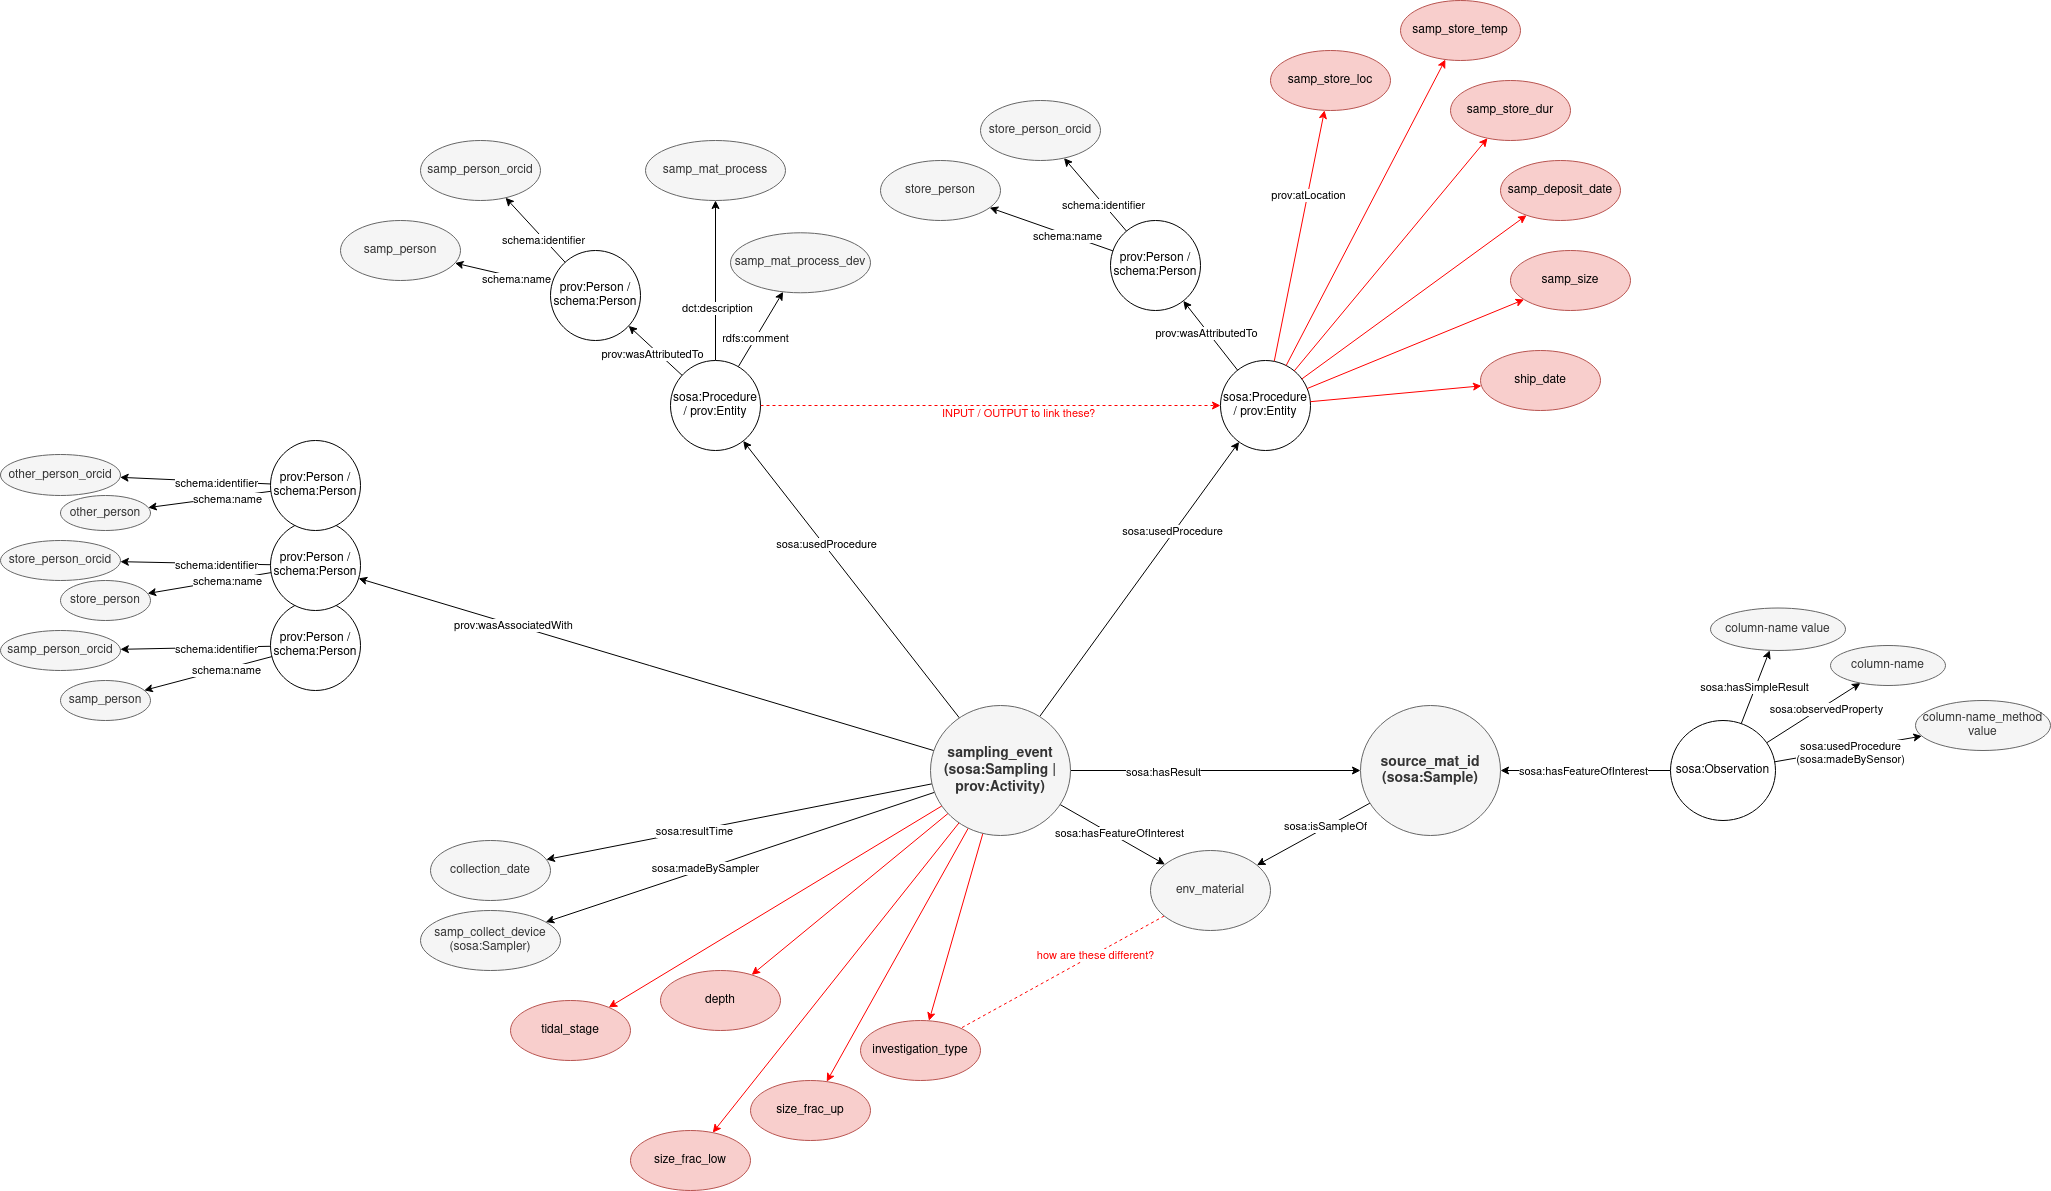 samp_store_temp
samp_store_loc
samp_store_dur
store_person_orcid
samp_person_orcid
samp_mat_process
store_person
samp_deposit_date
prov:atLocation
schema:identifier
schema:name
samp_person
schema:identifier
schema:name
samp_mat_process_dev
prov:Person /
schema:Person
samp_size
prov:Person /
schema:Person
dct:description
rdfs:comment
prov:wasAttributedTo
prov:wasAttributedTo
ship_date
sosa:Procedure
/ prov:Entity
INPUT / OUTPUT to link these?
sosa:Procedure
/ prov:Entity
other_person_orcid
schema:identifier
prov:Person /
schema:Person
schema:name
other_person
sosa:usedProcedure
sosa:usedProcedure
store_person_orcid
schema:identifier
prov:Person /
schema:Person
schema:name
store_person
prov:wasAssociatedWith
samp_person_orcid
schema:identifier
prov:Person /
schema:Person
schema:name
samp_person
column-name value
column-name
sosa:hasSimpleResult
sosa:observedProperty
column-name_method
value
sosa:usedProcedure
(sosa:madeBySensor)
sampling_event
(sosa:Sampling |
prov:Activity)
sosa:hasResult
source_mat_id
(sosa:Sample)
sosa:hasFeatureOfInterest
sosa:Observation
sosa:resultTime
sosa:hasFeatureOfInterest
sosa:isSampleOf
collection_date
sosa:madeBySampler
env_material
samp_collect_device
(sosa:Sampler)
how are these different?
depth
tidal_stage
investigation_type
size_frac_up
size_frac_low